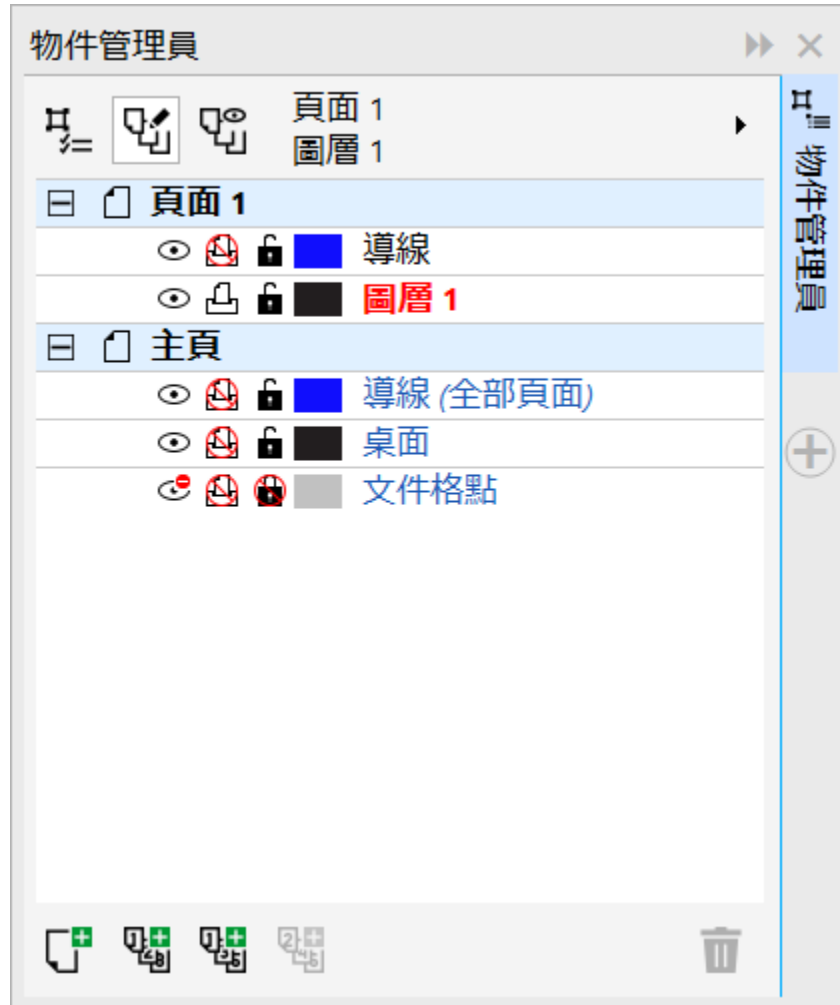 物件管理員
頁面 1
圖層 1
物件管理員
頁面 1
導線
圖層 1
主頁
導線 (全部頁面)
桌面
文件格點